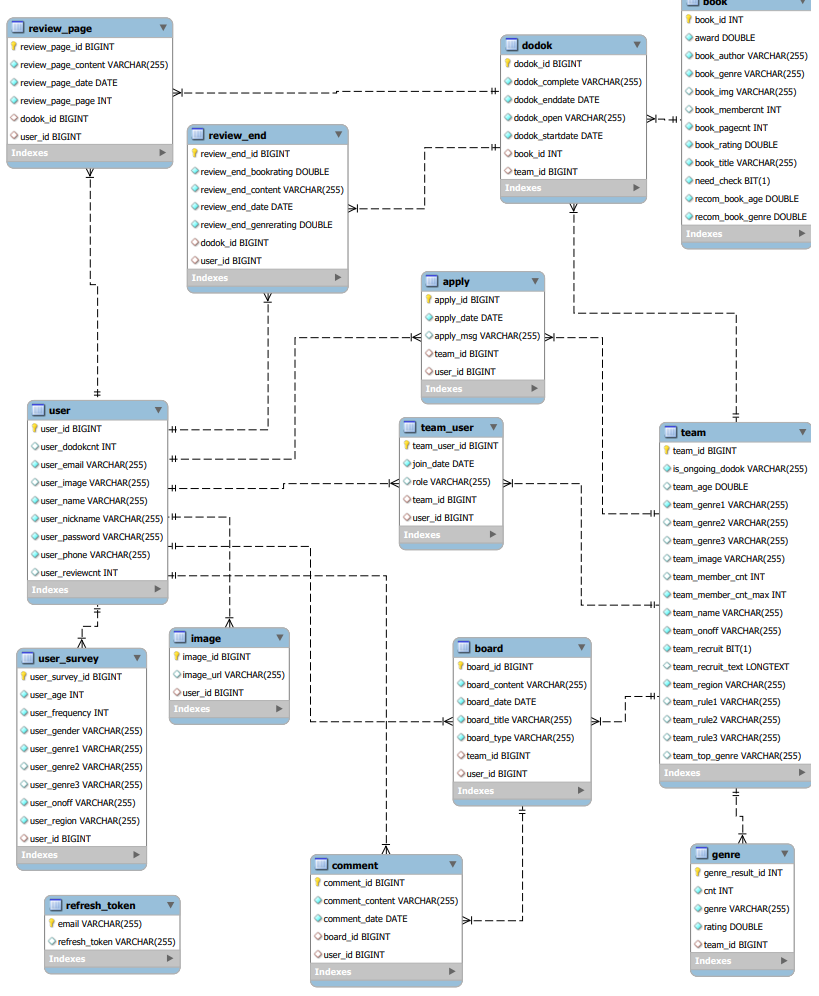 review_page
review_page_id BIGINT
review_page_content VARCHAR(255)
review_page_date DATE
review_page_page INT
dodok_id BIGINT
user_id BIGINT
Indexes
review_end
review_end_id BIGINT
review_end_bookrating DOUBLE
review_end_content VARCHAR(255)
review_end_date DATE
review_end_genrerating DOUBLE
dodok_id BIGINT
user_id BIGINT
Indexes
dodok
dodok_id BIGINT
dodok_complete VARCHAR(255)
dodok_enddate DATE
dodok_open VARCHAR(255)
dodok_startdate DATE
book_id INT
team_id BIGINT
Indexes
book
book_id INT
award DOUBLE
book_author VARCHAR(255)
book_genre VARCHAR(255)
book_img VARCHAR(255)
book_membercnt INT
book_pagecnt INT
book_rating DOUBLE
book_title VARCHAR(255)
need_check BIT(1)
recom_book_age DOUBLE
recom_book_genre DOUBLE
Indexes
apply
apply_id BIGINT
apply_date DATE
apply_msg VARCHAR(255)
team_id BIGINT
user_id BIGINT
Indexes
user
user_id BIGINT
user_dodokcnt INT
user_email VARCHAR(255)
user_image VARCHAR(255)
user_name VARCHAR(255)
user_nickname VARCHAR(255)
user_password VARCHAR(255)
user_phone VARCHAR(255)
user_reviewcnt INT
Indexes
team_user
team_user_id BIGINT
join_date DATE
role VARCHAR(255)
team_id BIGINT
user_id BIGINT
Indexes
team
team_id BIGINT
is_ongoing_dodok VARCHAR(255)
team_age DOUBLE
team_genre1 VARCHAR(255)
team_genre2 VARCHAR(255)
team_genre3 VARCHAR(255)
team_image VARCHAR(255)
team_member_cnt INT
team_member_cnt_max INT
team_name VARCHAR(255)
team_onoff VARCHAR(255)
team_recruit BIT(1)
team_recruit_text LONGTEXT
team_region VARCHAR(255)
team_rule1 VARCHAR(255)
team_rule2 VARCHAR(255)
team_rule3 VARCHAR(255)
team_top_genre VARCHAR(255)
Indexes
user_survey
user_survey_id BIGINT
user_age INT
user_frequency INT
user_gender VARCHAR(255)
user_genre1 VARCHAR(255)
user_genre2 VARCHAR(255)
user_genre3 VARCHAR(255)
user_onoff VARCHAR(255)
user_region VARCHAR(255)
user_id BIGINT
Indexes
image
image_id BIGINT
image_url VARCHAR(255)
user_id BIGINT
Indexes
board
board_id BIGINT
board_content VARCHAR(255)
board_date DATE
board_title VARCHAR(255)
board_type VARCHAR(255)
team_id BIGINT
user_id BIGINT
Indexes
comment
comment_id BIGINT
comment_content VARCHAR(255)
comment_date DATE
board_id BIGINT
user_id BIGINT
Indexes
genre
genre_result_id INT
cnt INT
genre VARCHAR(255)
rating DOUBLE
team_id BIGINT
Indexes
refresh_token
email VARCHAR(255)
refresh_token VARCHAR(255)
Indexes